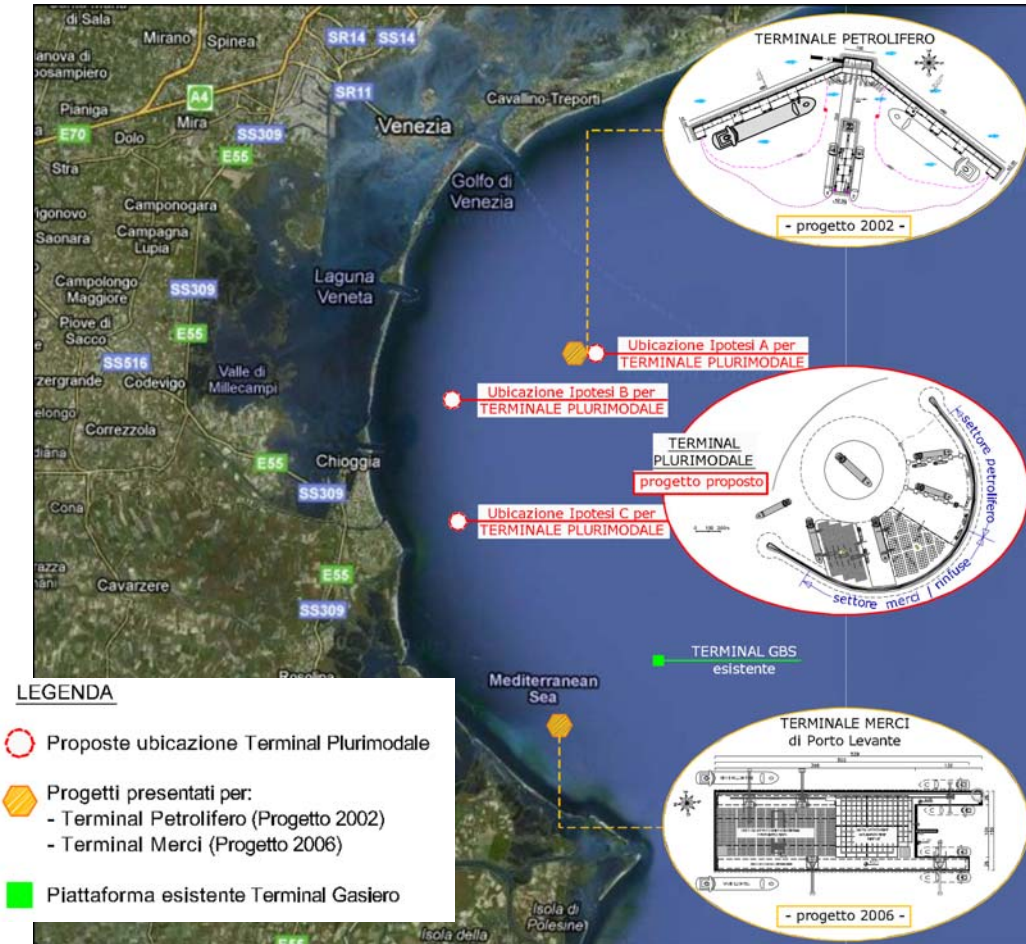 di Sala
Mirano
Spinea
SR14
SS14
anova di
posampiero
SR11
Cavallino-Treporti
A4
Pianiga
Mira
Venezia
E70
Dolo
SS309
E55
Stra
Golfo di
Venezia
Camponogara
igonovo
Saonara
Campagna
Lupia
Laguna
Veneta
Campolongo
Maggiore
SS309
Piove di
Sacco
E55
SS516
Valle di
Millecampi
zergrande
Codevigo
elongo
Correzzola
diana
E55
Chioggia
SS309
Cona
Cavarzere
E55
SS309
Rosolina
Mediterranean
Sea
Isola di
Polesine
Isola della
E55
TERMINALE PETROLIFERO
- progetto 2002 -
Ubicazione Ipotesi A per
TERMINALE PLURIMODALE
Ubicazione Ipotesi B per
TERMINALE PLURIMODALE
TERMINAL
PLURIMODALE
progetto proposto
settore petrolifero
settore merci / rinfuse
Ubicazione Ipotesi C per
TERMINALE PLURIMODALE
TERMINAL GBS
esistente
TERMINALE MERCI
di Porto Levante
- progetto 2006 -
LEGENDA
Proposte ubicazione Terminal Plurimodale
Progetti presentati per:
- Terminal Petrolifero (Progetto 2002)
- Terminal Merci (Progetto 2006)
Piattaforma esistente Terminal Gasiero